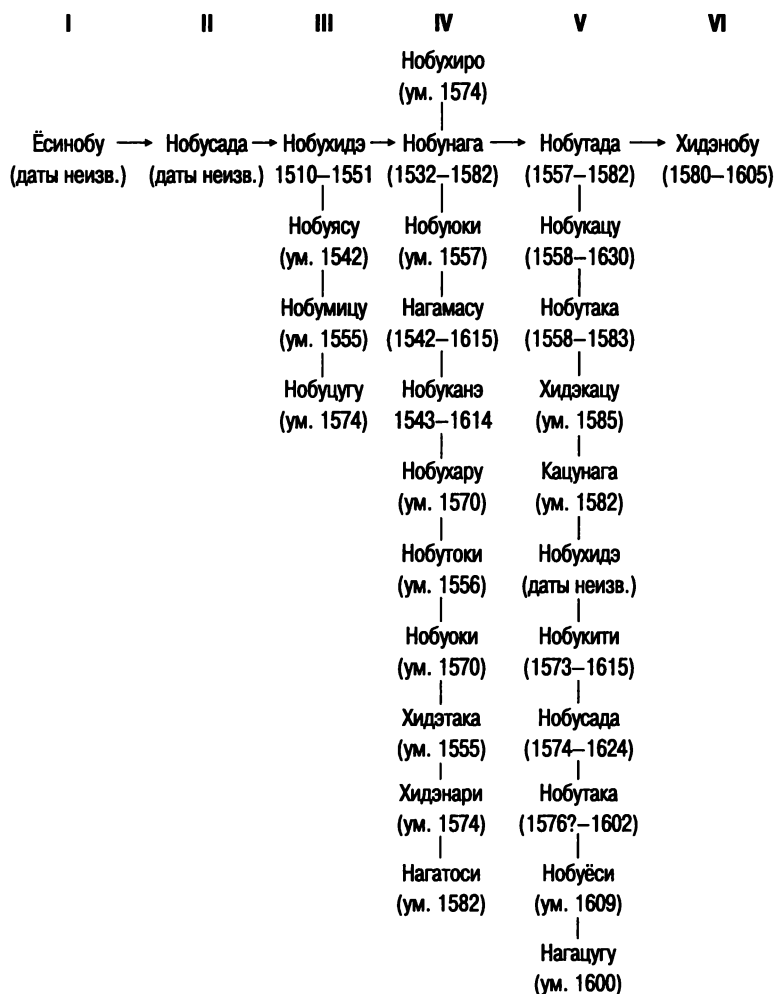 I II III IV V VI
Нобухиро
(ум. 1574)
Ёсинобу Нобусада Нобухидэ Нобунага Нобутада Хидэнобу
(даты неизв.) (даты неизв.) 1510–1551 (1532–1582) (1557–1582) (1580–1605)
Нобуясу Нобуюки Нобукацу
(ум. 1542) (ум. 1557) (1558–1630)
Нобумицу Нагамасу Нобутака
(ум. 1555) (1542–1615) (1558–1583)
Нобуцугу Нобуканэ Хидэкацу
(ум. 1574) 1543–1614 (ум. 1585)
Нобухару Кацунага
(ум. 1570) (ум. 1582)
Нобутоки Нобухидэ
(ум. 1556) (даты неизв.)
Нобуоки Нобукити
(ум. 1570) (1573–1615)
Хидэтака Нобусада
(ум. 1555) (1574–1624)
Хидэнари Нобутака
(ум. 1574) (1576?–1602)
Нагатоси Нобуёси
(ум. 1582) (ум. 1609)
Нагацугу
(ум. 1600)